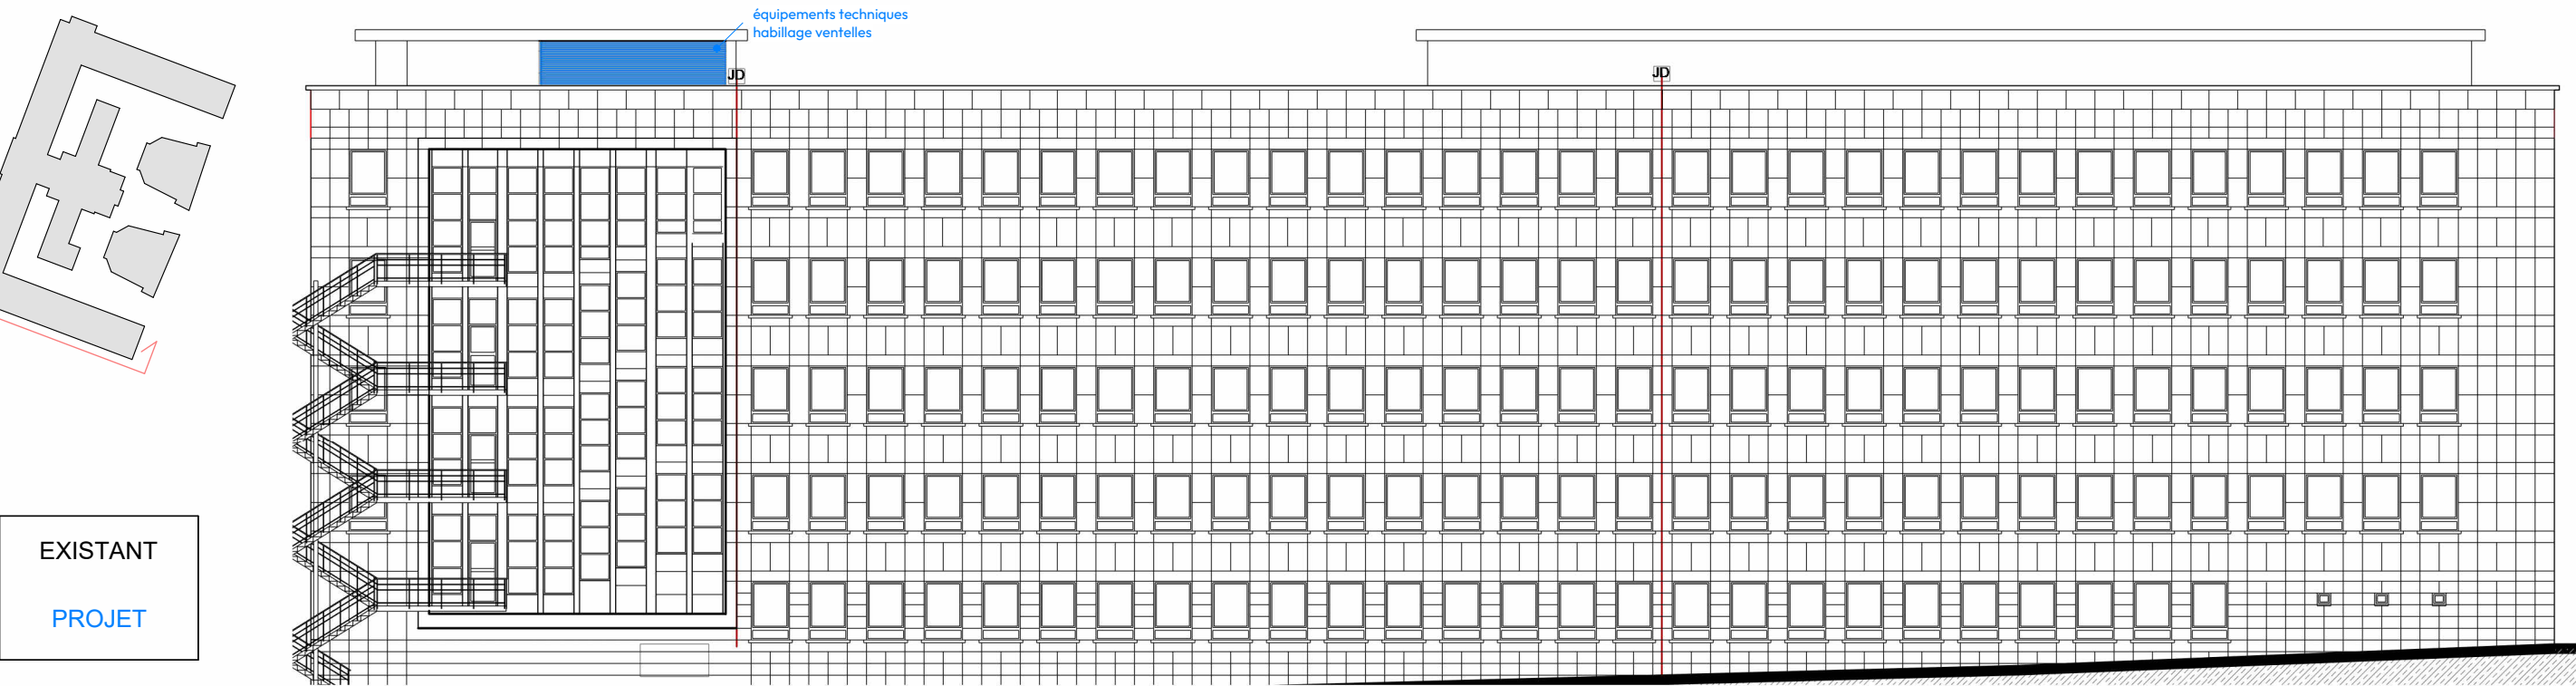 équipements techniques
habillage ventelles
JD
JD
EXISTANT
PROJET